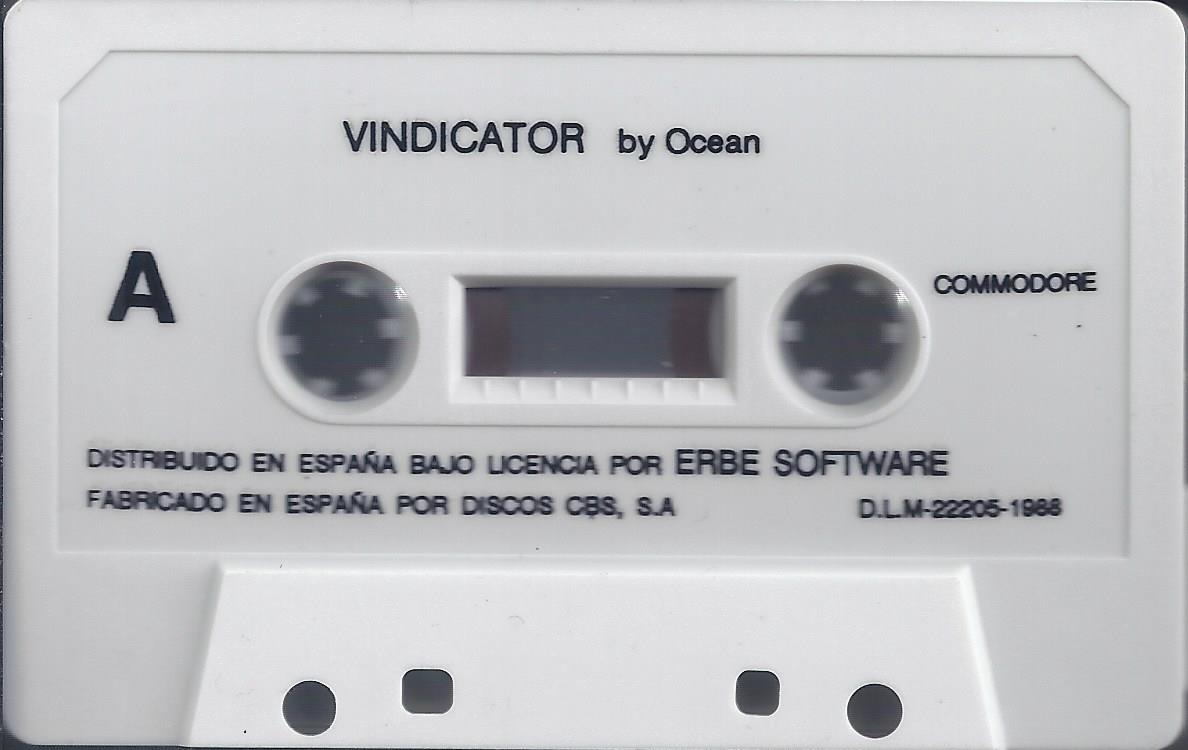 VINDICATOR by Ocean
A
COMMODORE
DISTRIBUIDO EN ESPAÑA BAJO LICENCIA POR ERBE SOFTWARE
FABRICADO EN ESPAÑA POR DISCOS CBS, S.A
D.L.M-22205-1988